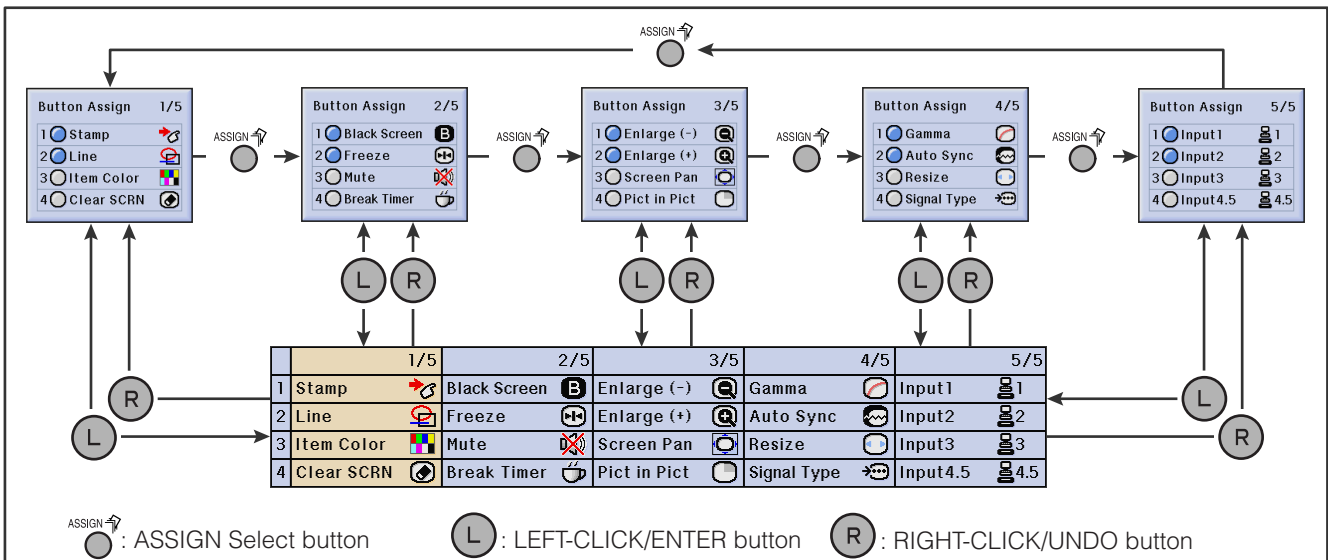 ASSIGN
Button Assign 1/5
1 Stamp
2 Line
3 Item Color
4 Clear SCRN
ASSIGN
Button Assign 2/5
1 Black Screen B
2 Freeze
3 Mute
4 Break Timer
ASSIGN
Button Assign 3/5
1 Enlarge (-)
2 Enlarge (+)
3 Screen Pan
4 Pict in Pict
ASSIGN
Button Assign 4/5
1 Gamma
2 Auto Sync
3 Resize
4 Signal Type
ASSIGN
Button Assign 5/5
1 Input1 1
2 Input2 2
3 Input3 3
4 Input4.5 4.5
L R L R L R
R L
L R
1/5 2/5 3/5 4/5 5/5
1 Stamp Black Screen B Enlarge (-) Gamma Input1 1
2 Line Freeze Enlarge (+) Auto Sync Input2 2
3 Item Color Mute Screen Pan Resize Input3 3
4 Clear SCRN Break Timer Pict in Pict Signal Type Input4.5 4.5
ASSIGN : ASSIGN Select button L : LEFT-CLICK/ENTER button R : RIGHT-CLICK/UNDO button